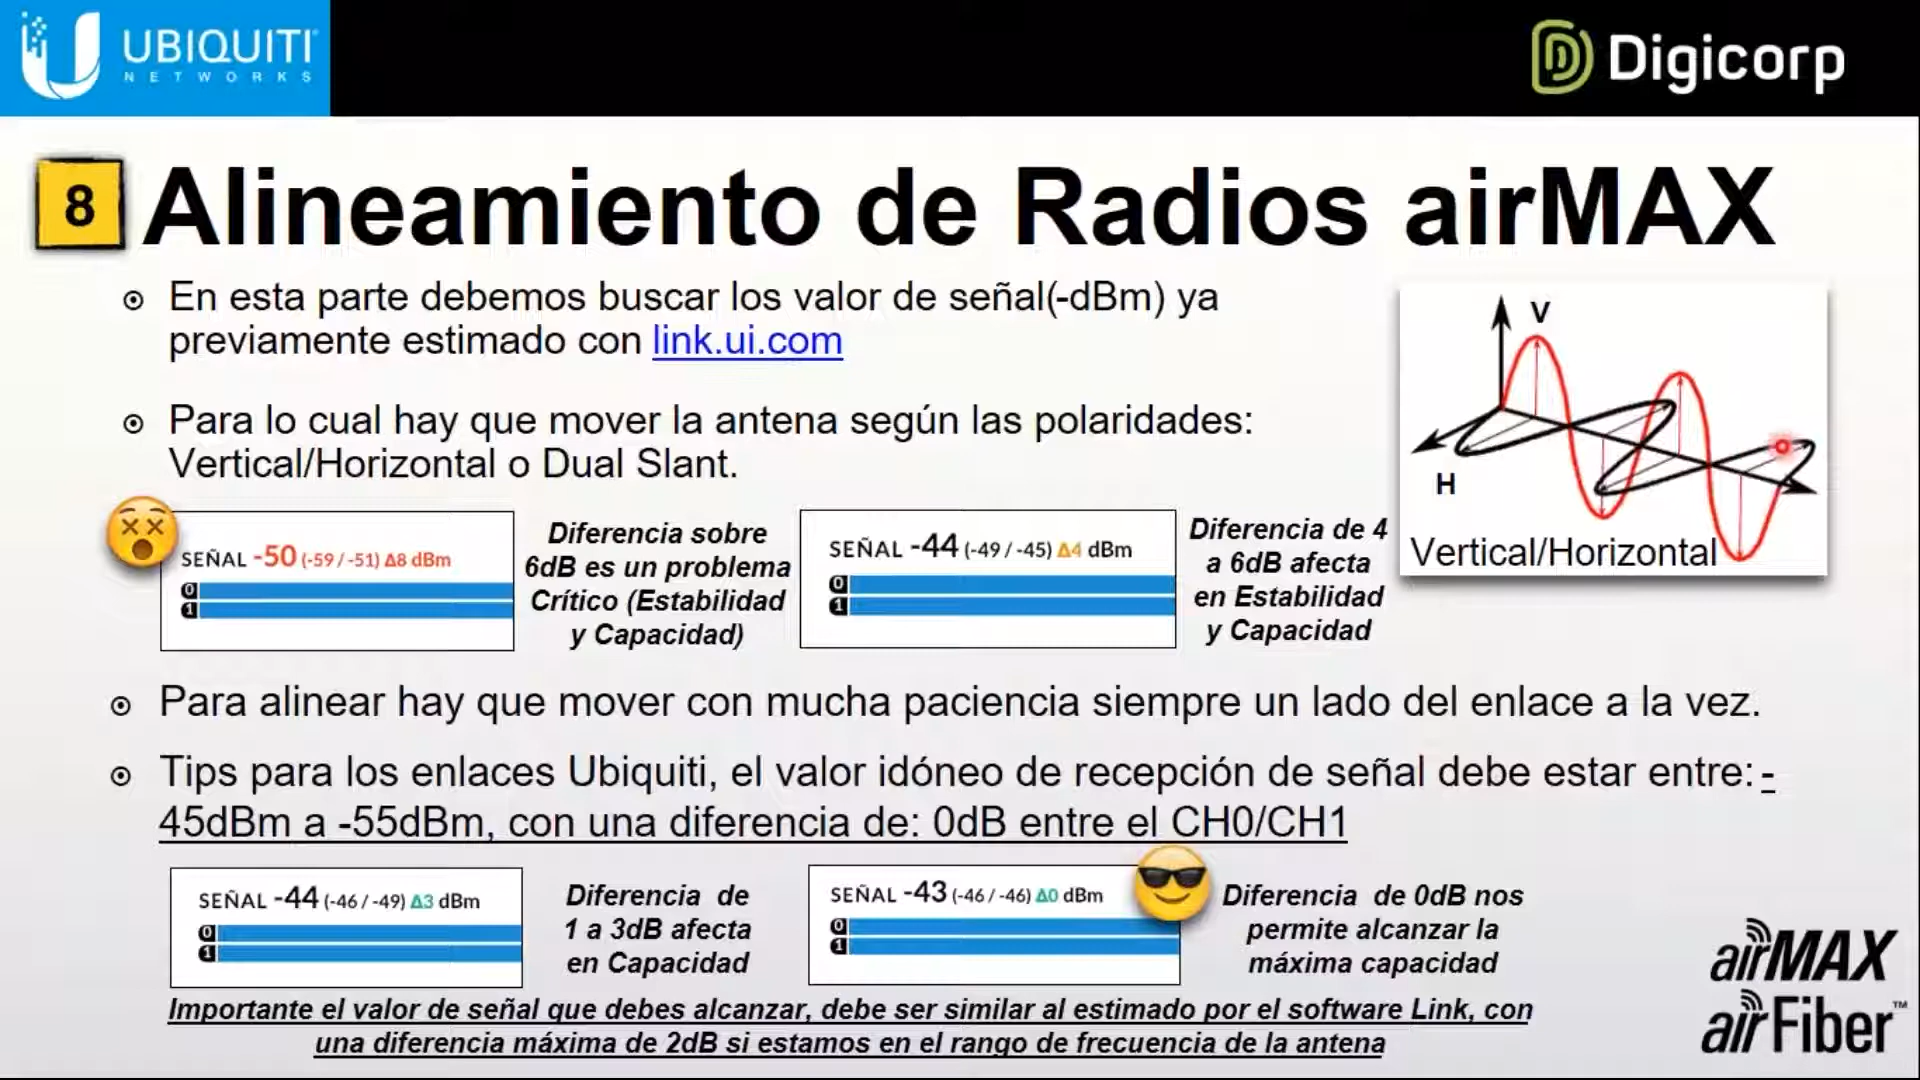 UBIQUITI
NETWORKS
Digicorp
8
Alineamiento de Radios airMAX
En esta parte debemos buscar los valor de señal(-dBm) ya
previamente estimado con link.ui.com
Para lo cual hay que mover la antena según las polaridades:
Vertical/Horizontal o Dual Slant.
V
H
Vertical/Horizontal
SEÑAL -50 (-59 / -51) Δ8 dBm
0
1
Diferencia sobre
6dB es un problema
Crítico (Estabilidad
y Capacidad)
SEÑAL -44 (-49 / -45) Δ4 dBm
0
1
Diferencia de 4
a 6dB afecta
en Estabilidad
y Capacidad
Para alinear hay que mover con mucha paciencia siempre un lado del enlace a la vez.
Tips para los enlaces Ubiquiti, el valor idóneo de recepción de señal debe estar entre: -
45dBm a -55dBm, con una diferencia de: 0dB entre el CH0/CH1
SEÑAL -44 (-46 / -49) Δ3 dBm
0
1
Diferencia de
1 a 3dB afecta
en Capacidad
SEÑAL -43 (-46 / -46) Δ0 dBm
0
1
Diferencia de 0dB nos
permite alcanzar la
máxima capacidad
Importante el valor de señal que debes alcanzar, debe ser similar al estimado por el software Link, con
una diferencia máxima de 2dB si estamos en el rango de frecuencia de la antena
airMAX
airFiber™